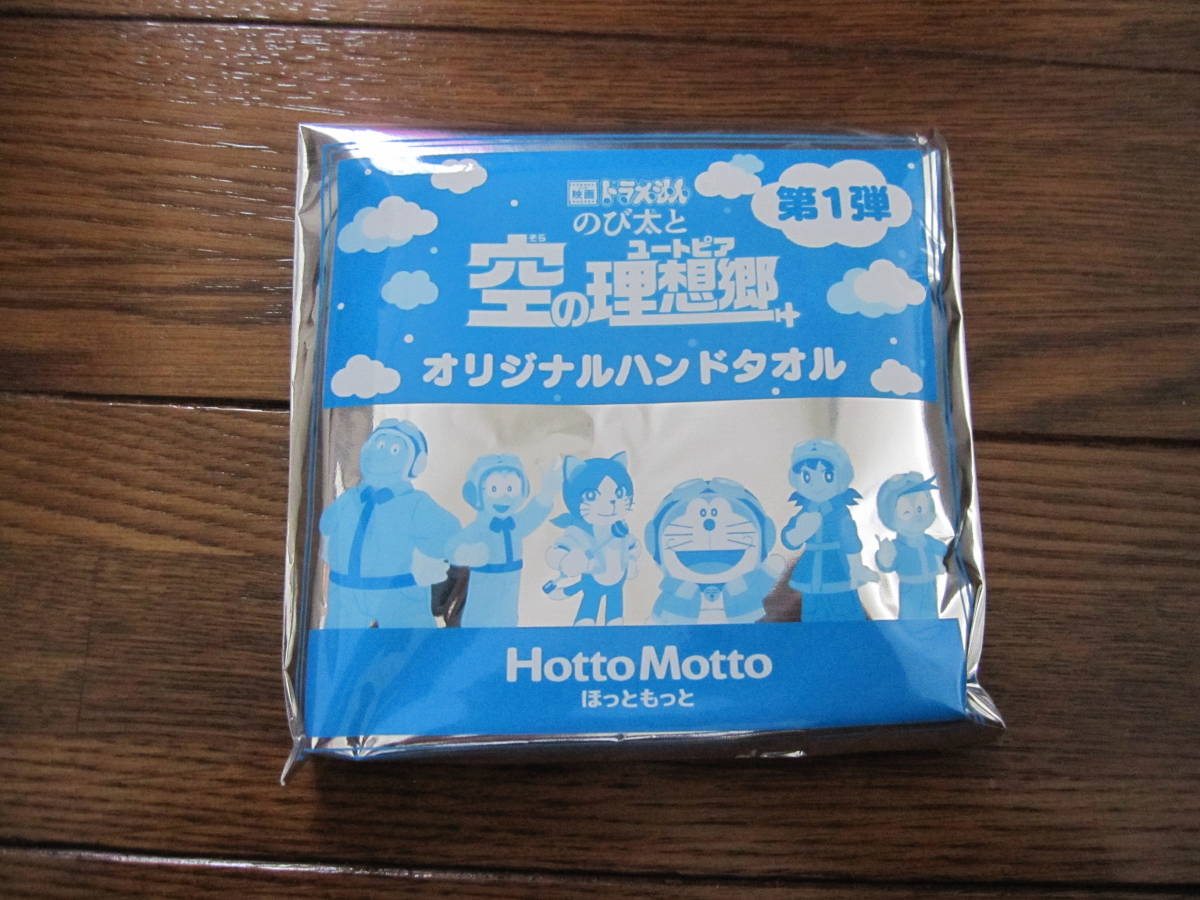 映画 ドラえもん
第1弾
のび太と
そら ユートピア
空の理想郷
オリジナルハンドタオル
HottoMotto
ほっともっと